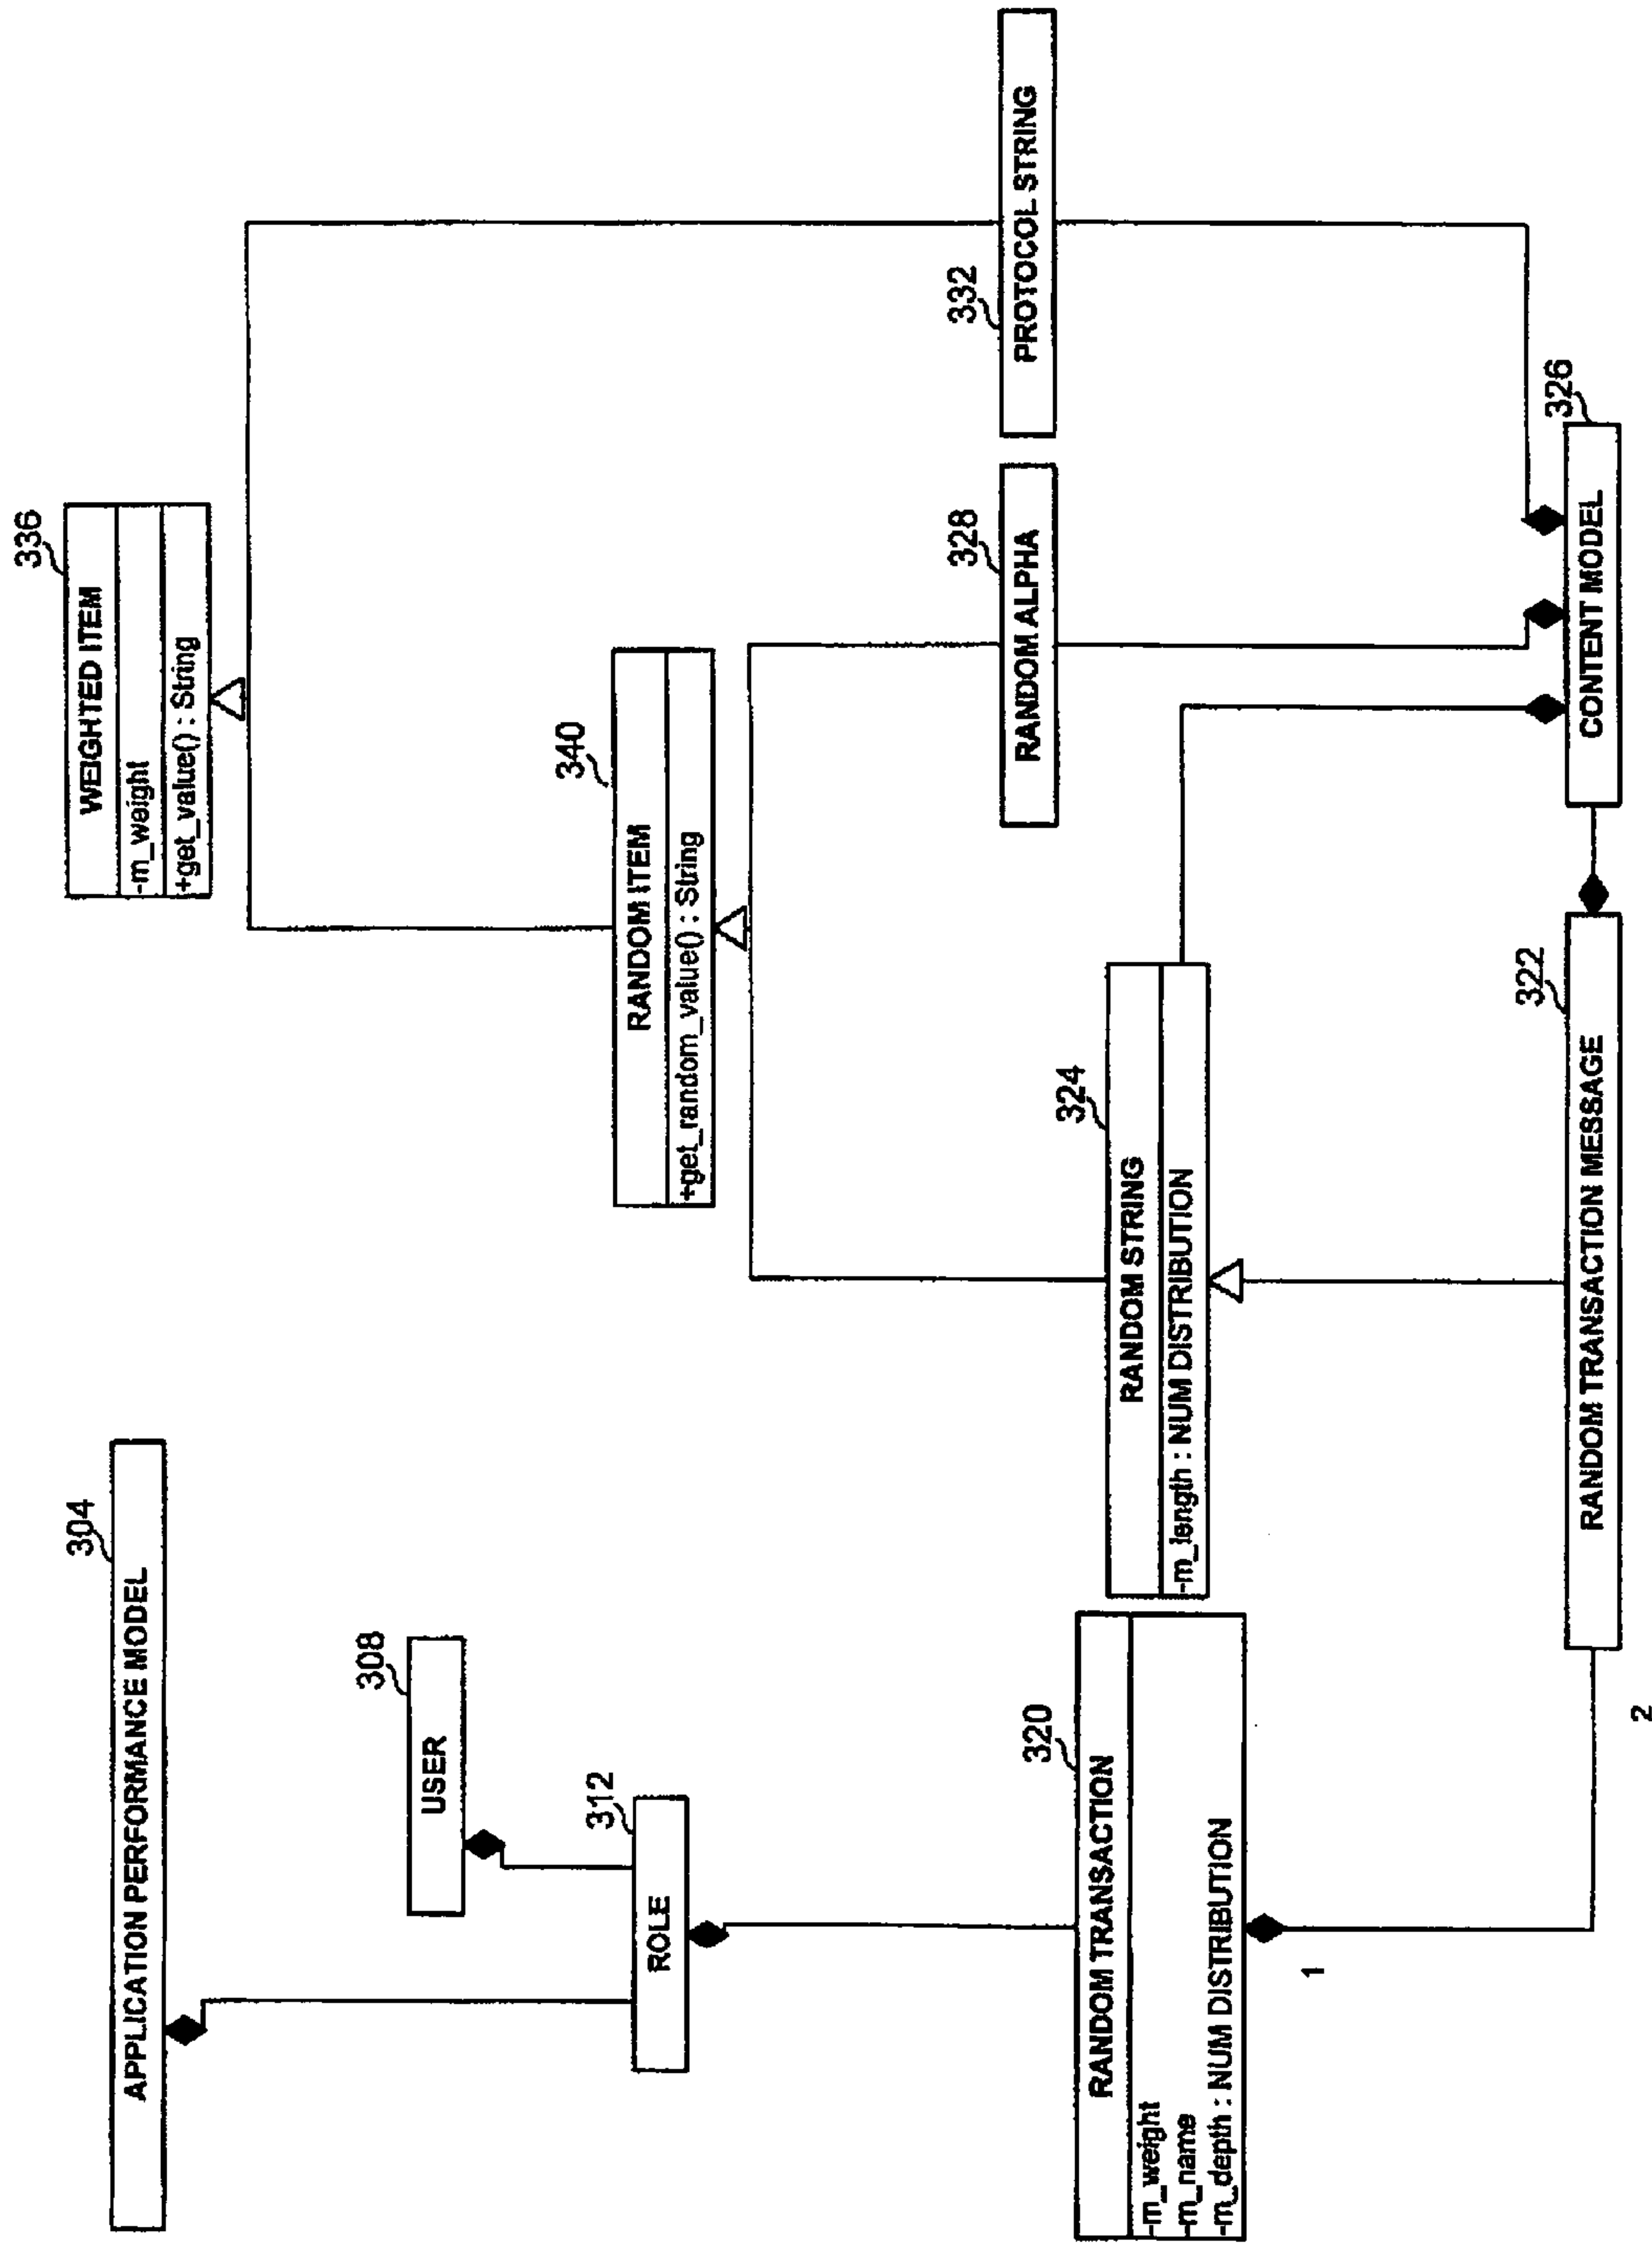 304
APPLICATION PERFORMANCE MODEL
308
USER
312
ROLE
320
RANDOM TRANSACTION
-m_weight
-m_name
-m_depth : NUM DISTRIBUTION
1
2
336
WEIGHTED ITEM
-m_weight
+get_value() : String
340
RANDOM ITEM
+get_random_value() : String
324
RANDOM STRING
-m_length : NUM DISTRIBUTION
328
RANDOM ALPHA
332
PROTOCOL STRING
322
RANDOM TRANSACTION MESSAGE
326
CONTENT MODEL